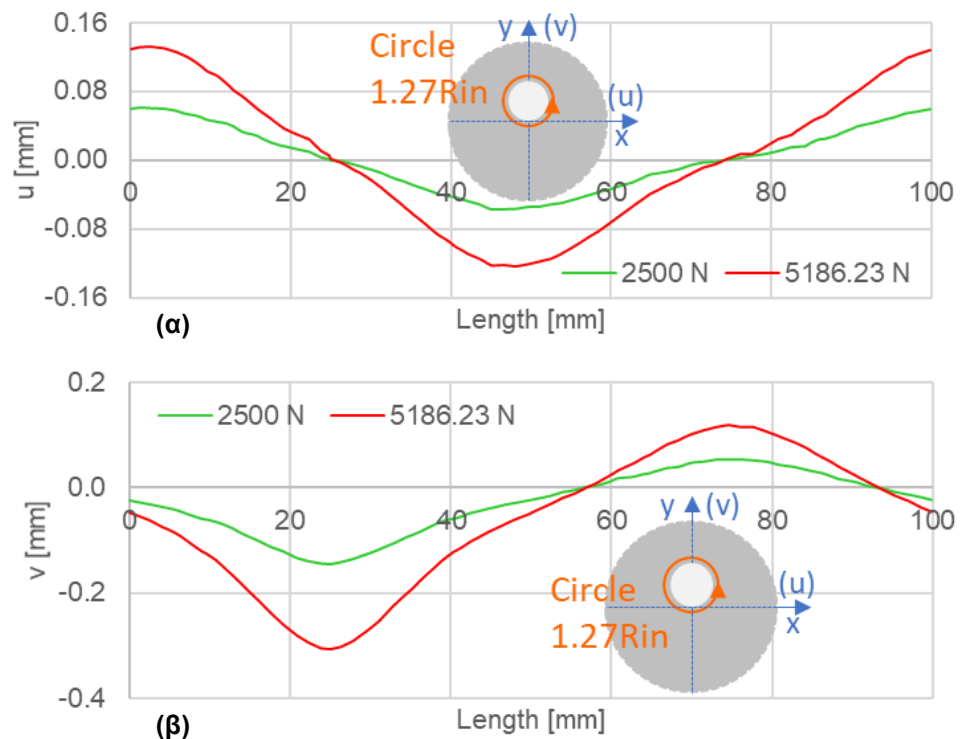 0.16
0.08
0.00
-0.08
-0.16
u [mm]
0
20
40
60
80
100
Circle
1.27Rin
y
(v)
(u)
x
2500 N
5186.23 N
(α)
Length [mm]
0.2
0.0
-0.2
-0.4
v [mm]
2500 N
5186.23 N
0
20
40
60
80
100
y
(v)
(u)
x
Circle
1.27Rin
(β)
Length [mm]